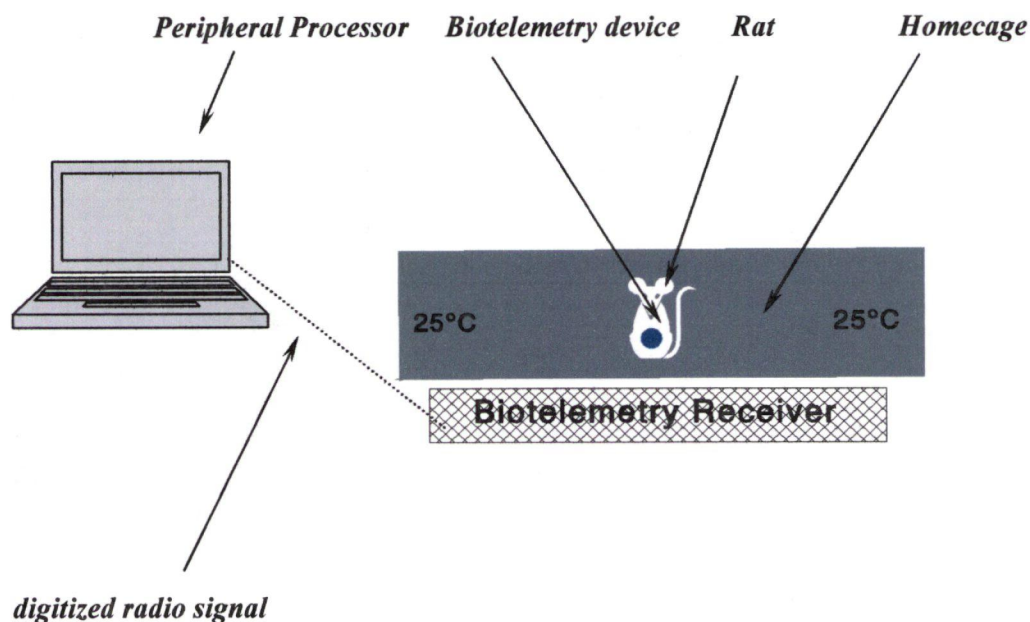 Peripheral Processor Biotelemetry device Rat Homecage
25°C 25°C
Biotelemetry Receiver
digitized radio signal